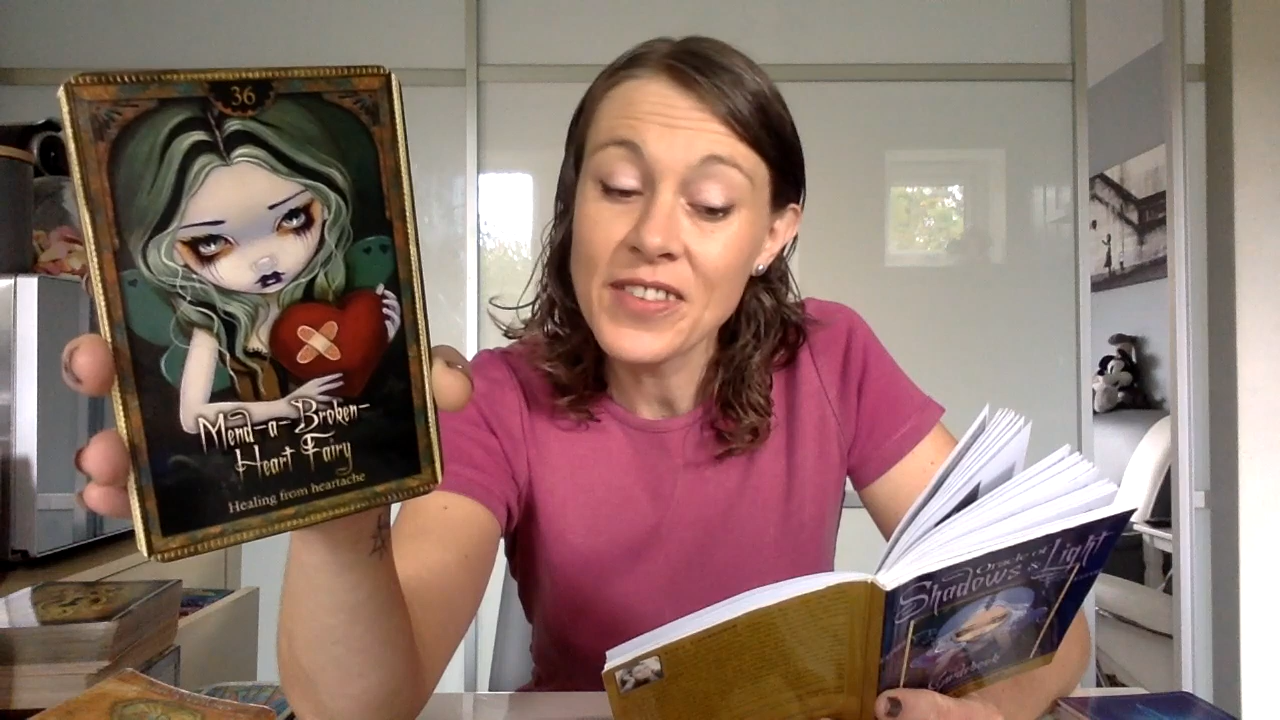 36
Mend-a-Broken-
Heart Fairy
Healing from heartache
Oracle of
Shadows & Light
Guidebook